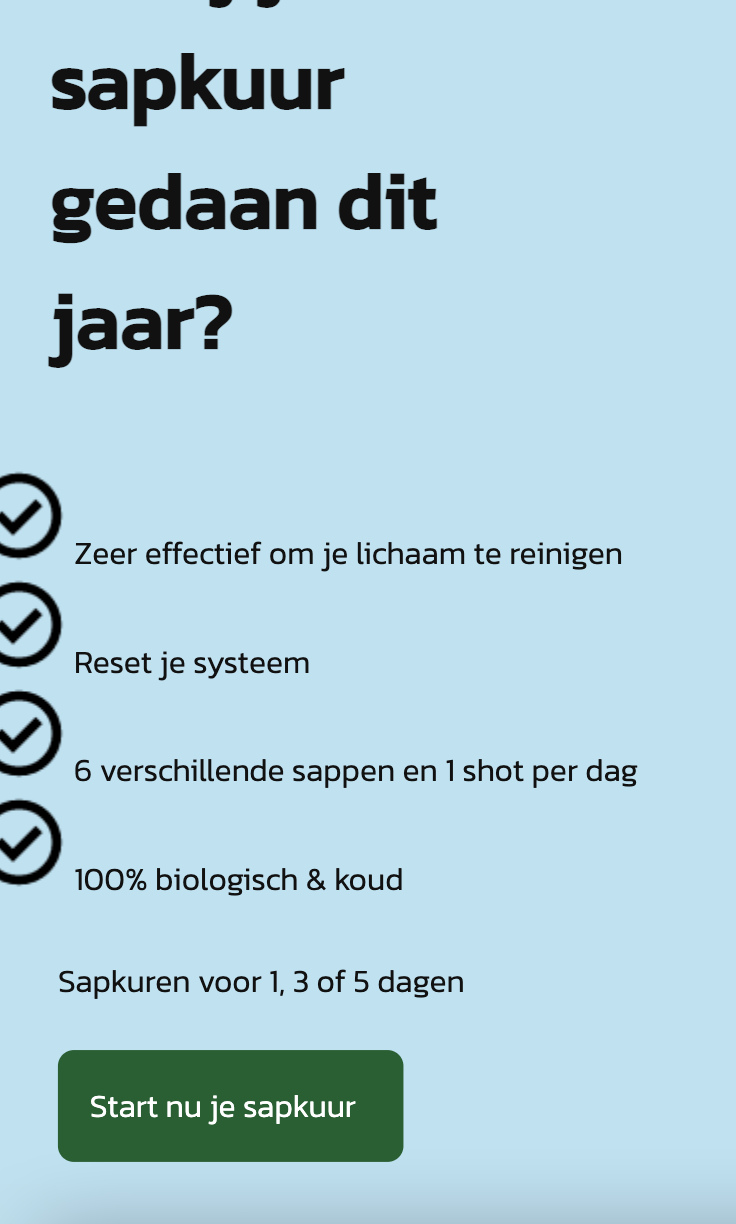 sapkuur
gedaan dit
jaar?
Zeer effectief om je lichaam te reinigen
Reset je systeem
6 verschillende sappen en 1 shot per dag
100% biologisch & koud
Sapkuren voor 1, 3 of 5 dagen
Start nu je sapkuur